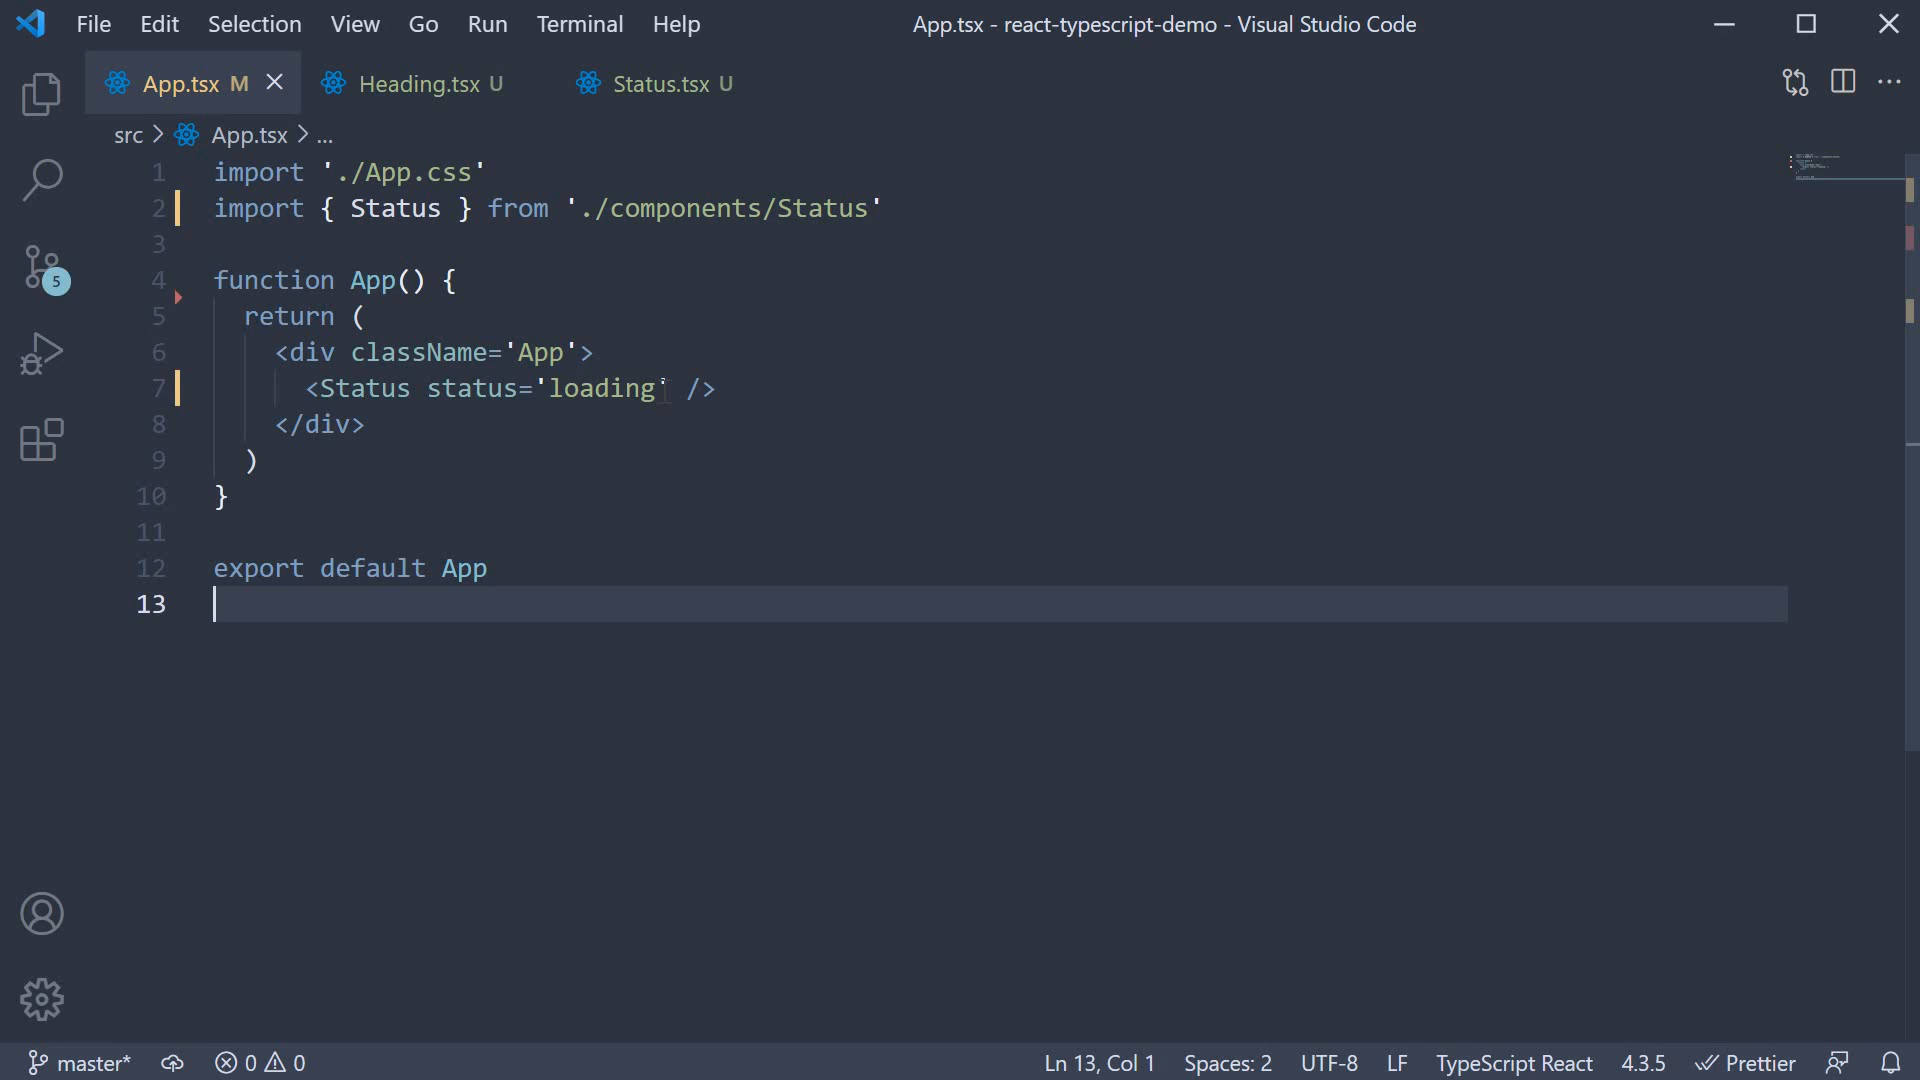 File Edit Selection View Go Run Terminal Help App.tsx - react-typescript-demo - Visual Studio Code
App.tsx M Heading.tsx U Status.tsx U
src > App.tsx > ...
1 import './App.css'
2 import { Status } from './components/Status'
3
4 function App() {
5 return (
6 <div className='App'>
7 <Status status='loading' />
8 </div>
9 )
10 }
11
12 export default App
13
5
master* 0 0 Ln 13, Col 1 Spaces: 2 UTF-8 LF TypeScript React 4.3.5 Prettier